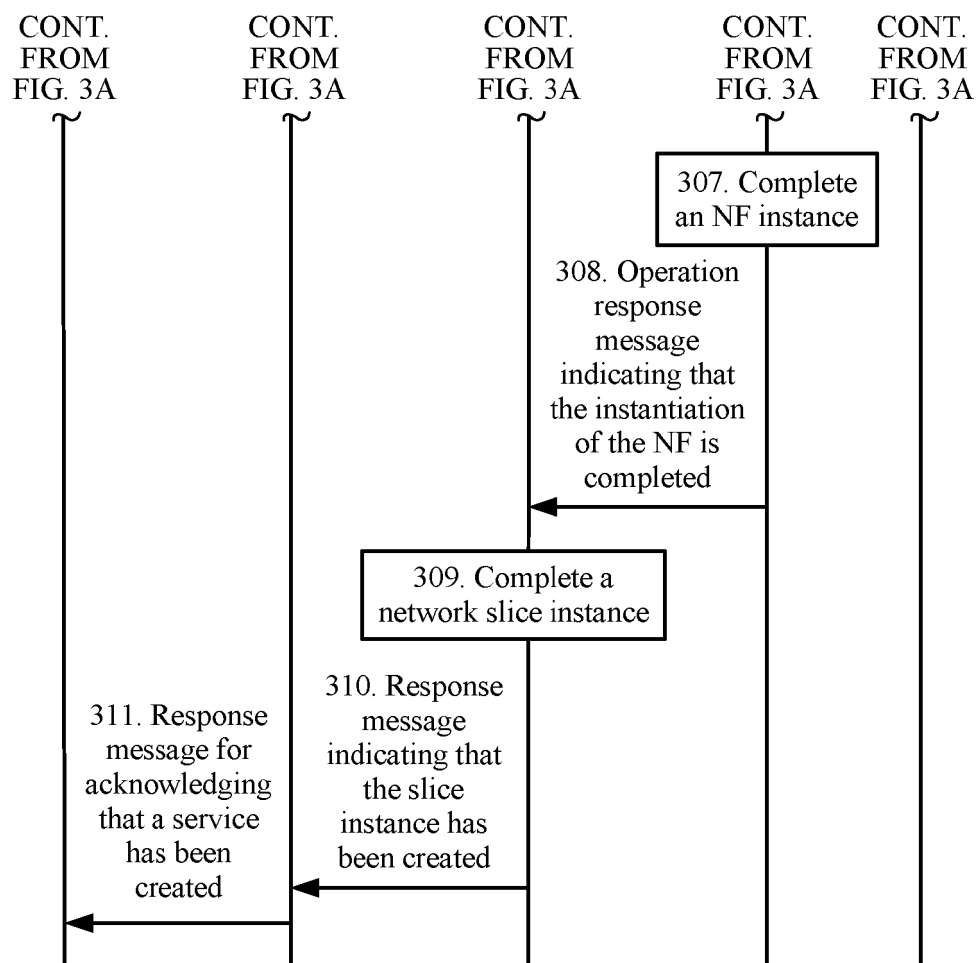 CONT.
FROM
FIG. 3A
CONT.
FROM
FIG. 3A
CONT.
FROM
FIG. 3A
CONT.
FROM
FIG. 3A
CONT.
FROM
FIG. 3A
307. Complete
an NF instance
308. Operation
response
message
indicating that
the instantiation
of the NF is
completed
309. Complete a
network slice instance
310. Response
message
indicating that
the slice
instance has
been created
311. Response
message for
acknowledging
that a service
has been
created